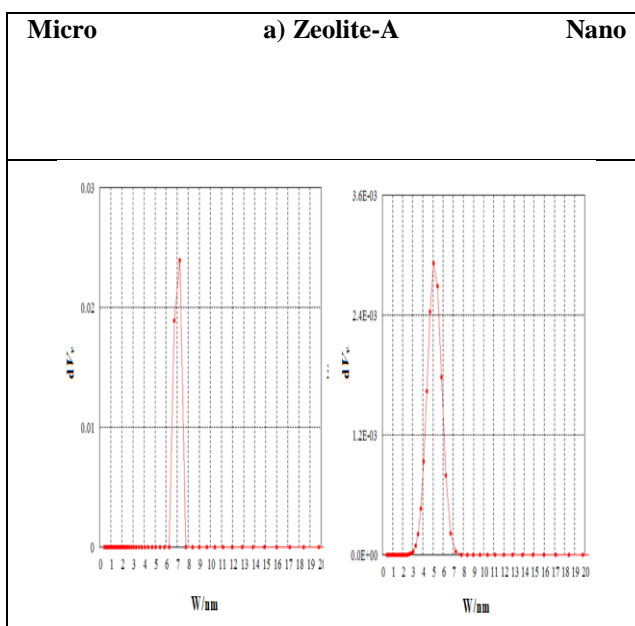 Micro a) Zeolite-A Nano
0.03
0.02
0.01
0
0 1 2 3 4 5 6 7 8 9 10 11 12 13 14 15 16 17 18 19 20
W/nm
3.6E-03
2.4E-03
1.2E-03
0.0E+00
0 1 2 3 4 5 6 7 8 9 10 11 12 13 14 15 16 17 18 19 20
W/nm